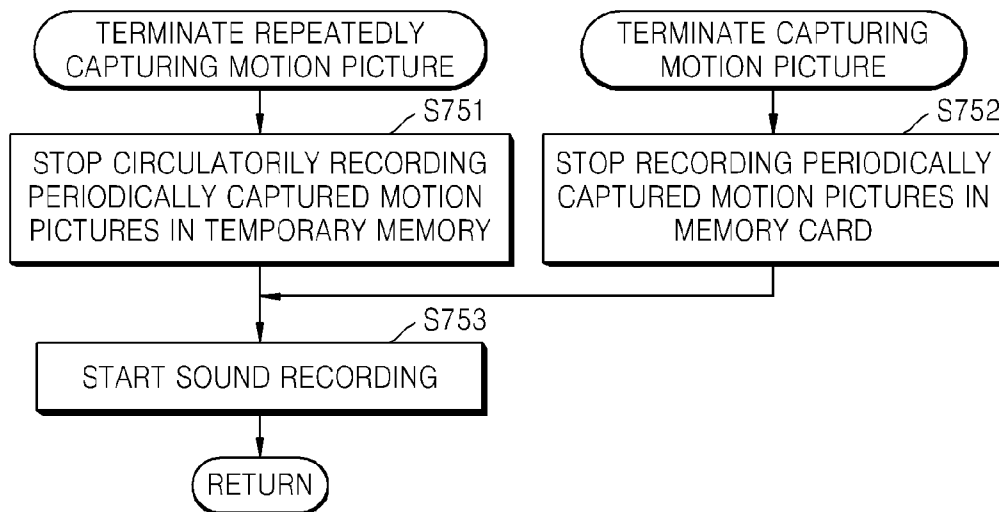 TERMINATE REPEATEDLY
CAPTURING MOTION PICTURE
S751
STOP CIRCULATORILY RECORDING
PERIODICALLY CAPTURED MOTION
PICTURES IN TEMPORARY MEMORY
TERMINATE CAPTURING
MOTION PICTURE
S752
STOP RECORDING PERIODICALLY
CAPTURED MOTION PICTURES IN
MEMORY CARD
S753
START SOUND RECORDING
RETURN